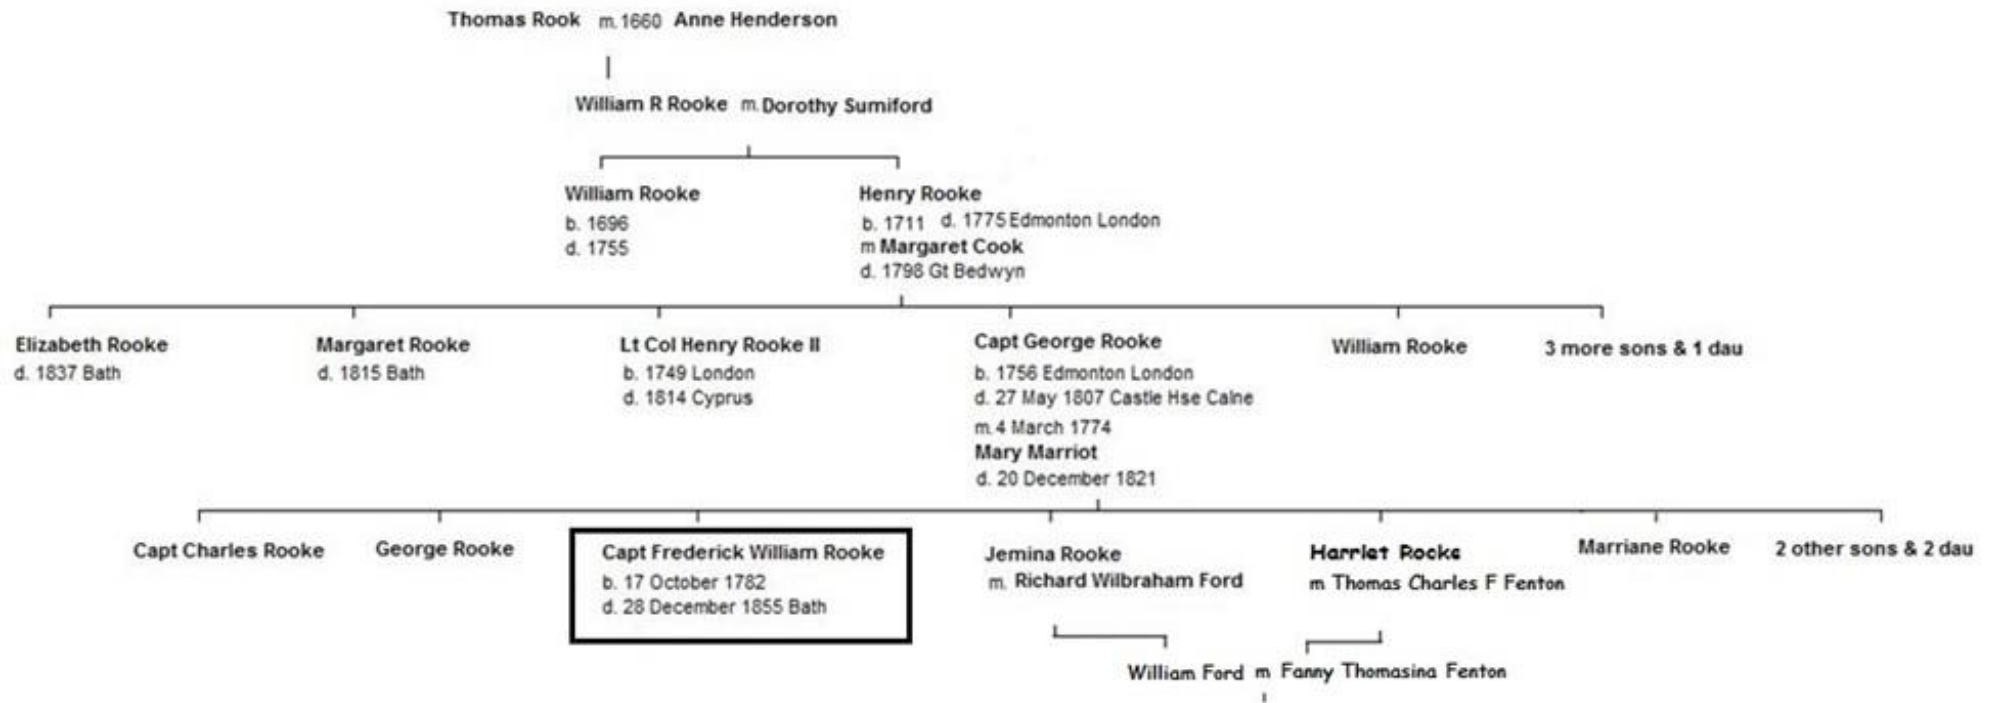 Thomas Rook m. 1660 Anne Henderson
William R Rooke m. Dorothy Sumiford
William Rooke
b. 1696
d. 1755
Henry Rooke
b. 1711 d. 1775 Edmonton London
m Margaret Cook
d. 1798 Gt Bedwyn
Elizabeth Rooke
d. 1837 Bath
Margaret Rooke
d. 1815 Bath
Lt Col Henry Rooke II
b. 1749 London
d. 1814 Cyprus
Capt George Rooke
b. 1756 Edmonton London
d. 27 May 1807 Castle Hse Calne
m. 4 March 1774
Mary Marriot
d. 20 December 1821
William Rooke
3 more sons & 1 dau
Capt Charles Rooke
George Rooke
Capt Frederick William Rooke
b. 17 October 1782
d. 28 December 1855 Bath
Jemina Rooke
m. Richard Wilbraham Ford
Harriet Rooke
m Thomas Charles F Fenton
Marriane Rooke
2 other sons & 2 dau
William Ford m Fanny Thomasina Fenton